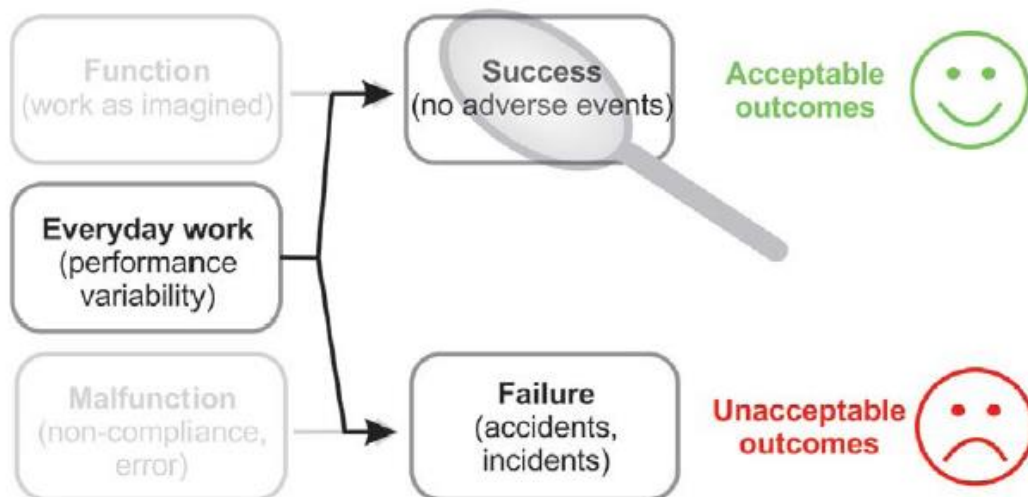 Function
(work as imagined)
Success
(no adverse events)
Acceptable
outcomes
Everyday work
(performance
variability)
Malfunction
(non-compliance,
error)
Failure
(accidents,
incidents)
Unacceptable
outcomes